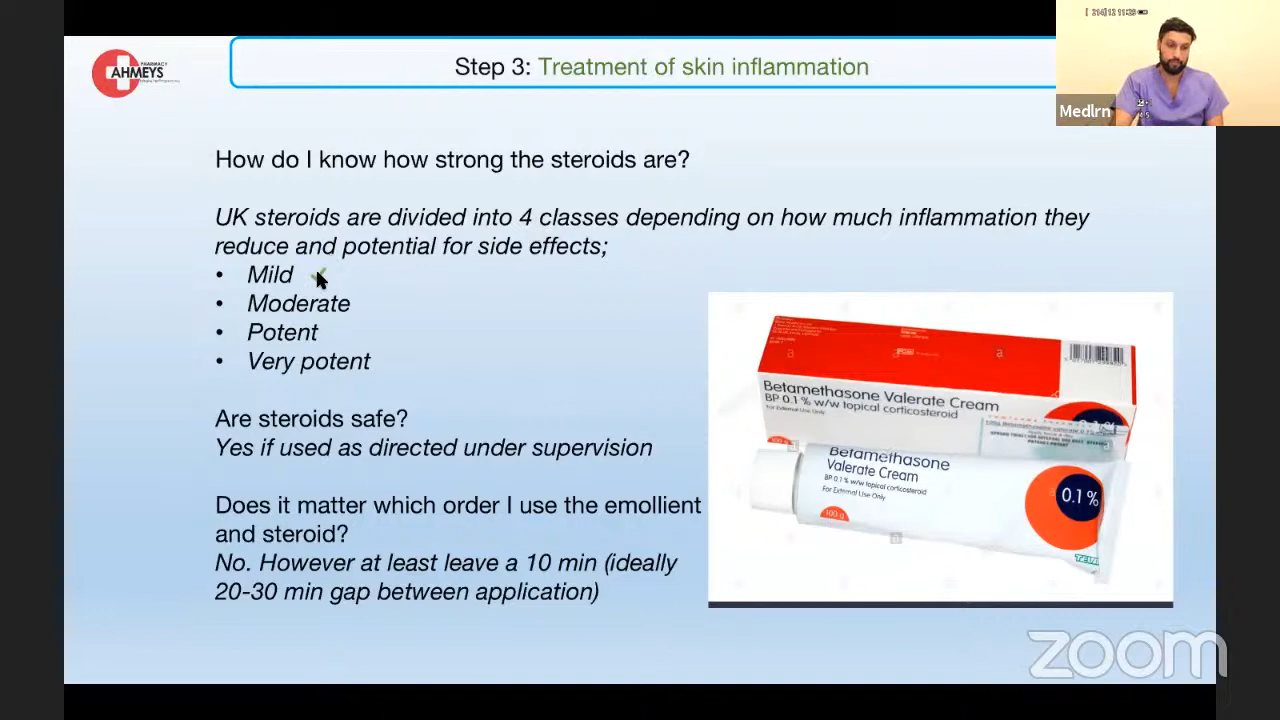 PHARMACY
AHMEYS
Step 3: Treatment of skin inflammation
Medlrn
How do I know how strong the steroids are?
UK steroids are divided into 4 classes depending on how much inflammation they
reduce and potential for side effects;
• Mild
• Moderate
• Potent
• Very potent
Are steroids safe?
Yes if used as directed under supervision
Does it matter which order I use the emollient
and steroid?
No. However at least leave a 10 min (ideally
20-30 min gap between application)
Betamethasone Valerate Cream
BP 0.1% w/w topical corticosteroid
For External Use Only
Betamethasone
Valerate Cream
BP 0.1% w/w topical corticosteroid
For External Use Only
100 g
0.1%
zoom